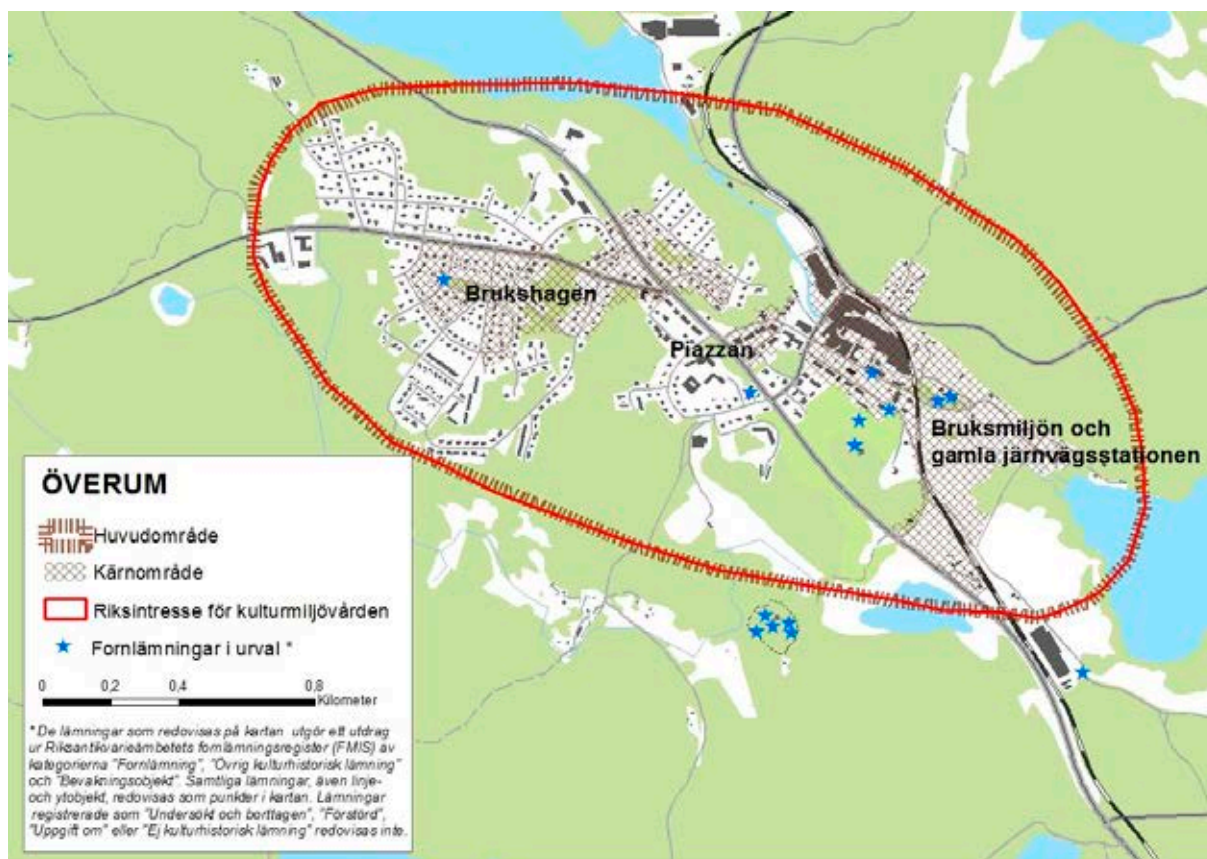 Brukshagen
Piazzan
Bruksmiljön och
gamla järnvägsstationen
ÖVERUM
Huvudområde
Kärnområde
Riksintresse för kulturmiljövården
Fornlämningar i urval *
0 0,2 0,4 0,8
Kilometer
* De lämningar som redovisas på kartan utgör ett utdrag
ur Riksantikvarieämbetets fornlämningsregister (FMIS) av
kategorierna "Fornlämning", "Övrig kulturhistorisk lämning"
och "Bevakningsobjekt". Samtliga lämningar, även linje-
och ytobjekt, redovisas som punkter i kartan. Lämningar
registrerade som "Undersökt och borttagen", "Förstörd",
"Uppgift om" eller "Ej kulturhistorisk lämning" redovisas inte.